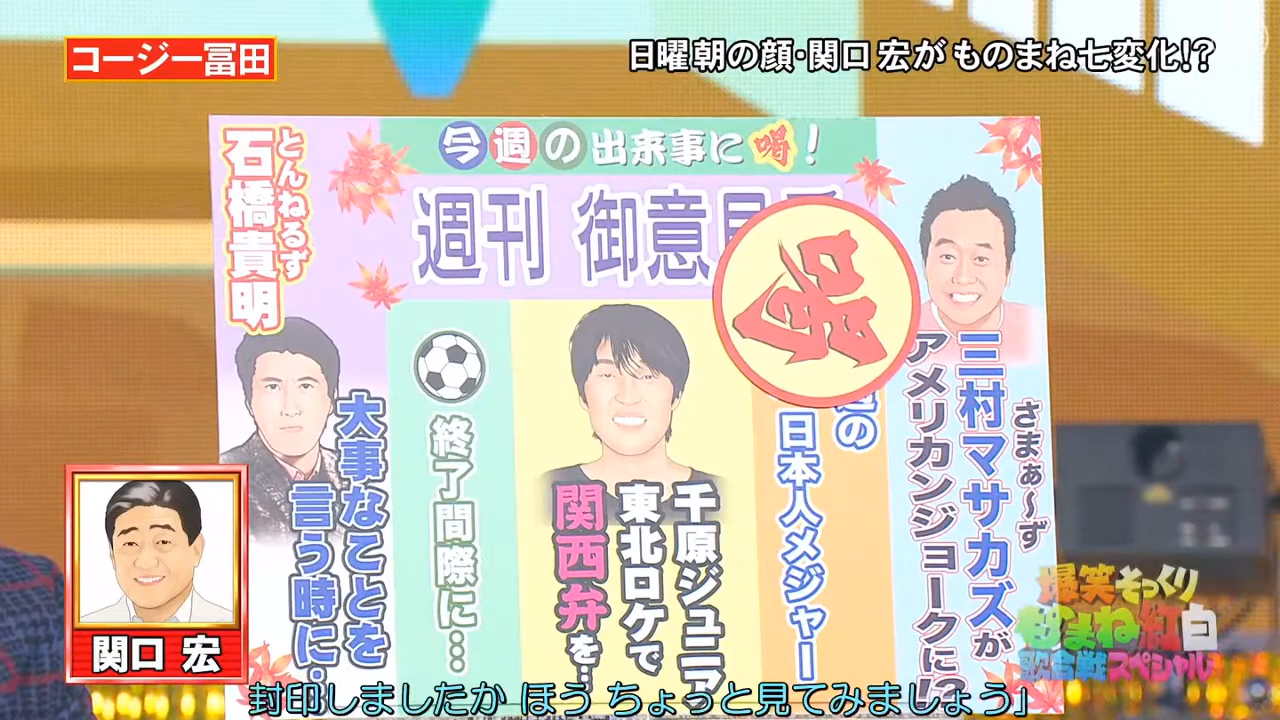 コージー冨田
日曜朝の顔・関口 宏が ものまね七変化!?
今週の出来事に喝!
週刊 御意見
喝
さまぁ~ず
三村マサカズが
アメリカンジョークに!?
の
日本人メジャー
千原ジュニア
東北ロケで
関西弁を…
終了間際に…
とんねるず
石橋貴明
大事なことを
言う時に…
関口 宏
爆笑そっくり
ものまね紅白
歌合戦スペシャル
封印しましたか ほう ちょっと見てみましょう」